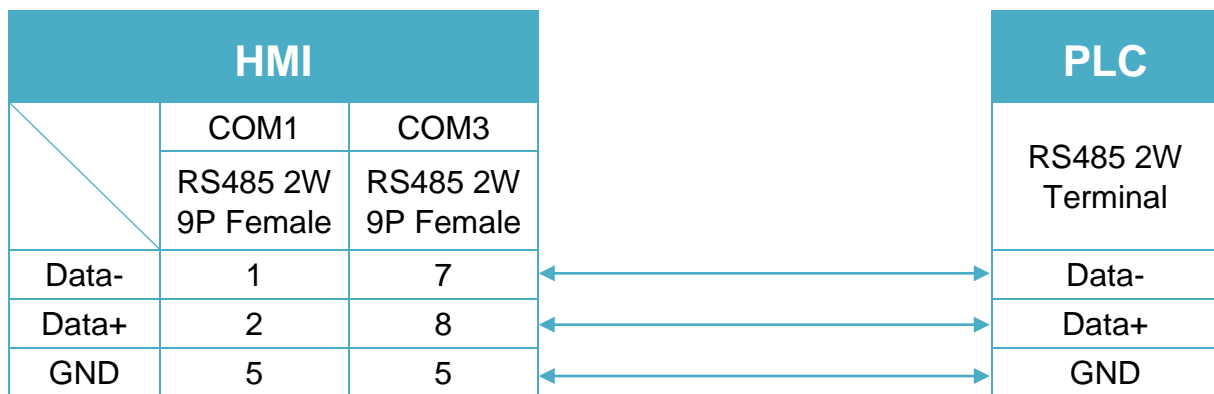 HMI PLC
COM1 COM3
RS485 2W RS485 2W RS485 2W
9P Female 9P Female Terminal
Data- 1 7 Data-
Data+ 2 8 Data+
GND 5 5 GND